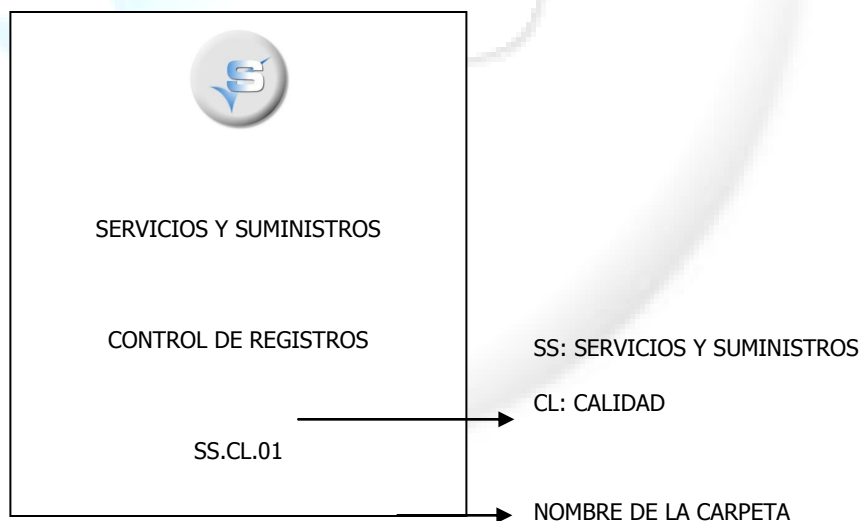 S
SERVICIOS Y SUMINISTROS
CONTROL DE REGISTROS
SS: SERVICIOS Y SUMINISTROS
CL: CALIDAD
SS.CL.01
NOMBRE DE LA CARPETA